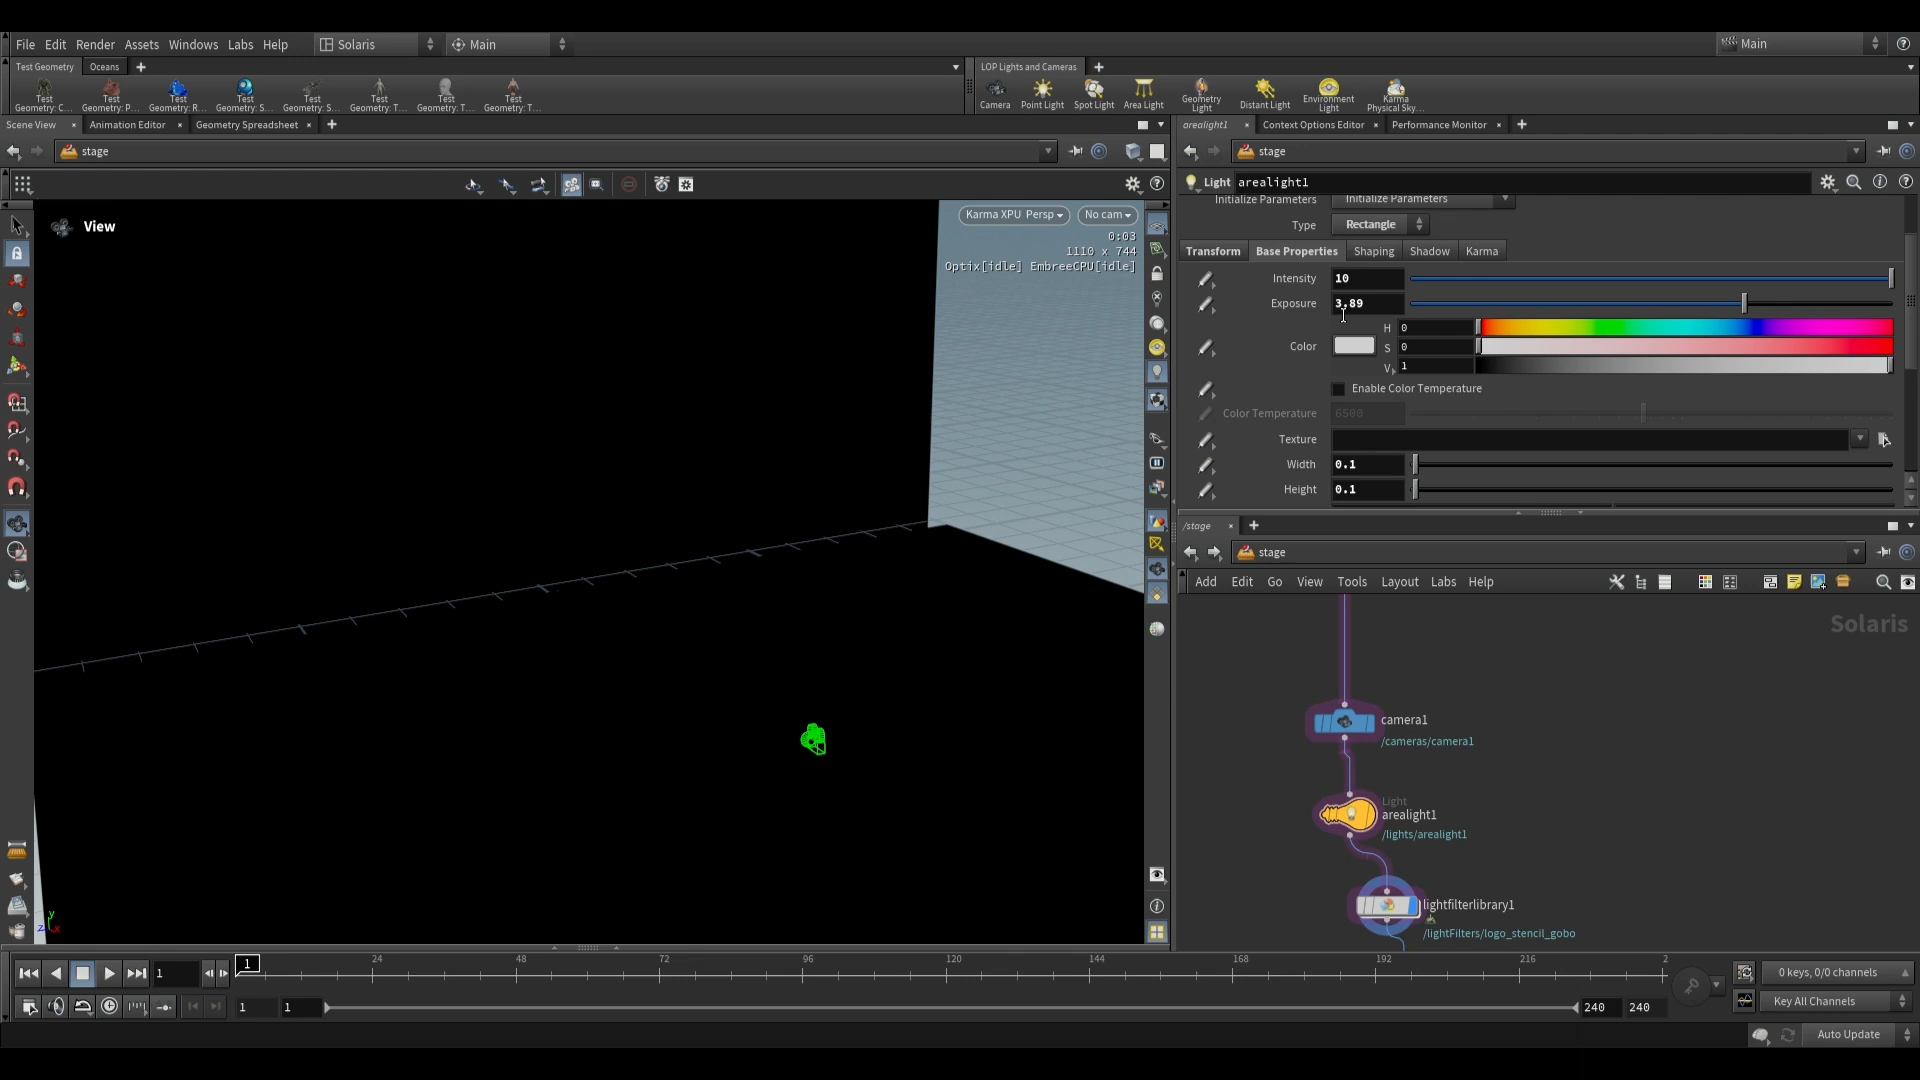 File Edit Render Assets Windows Labs Help Solaris Main Main
Test Geometry Oceans LOP Lights and Cameras
Test Geometry: C... Test Geometry: P... Test Geometry: R... Test Geometry: S... Test Geometry: S... Test Geometry: T... Test Geometry: T... Test Geometry: T... Camera Point Light Spot Light Area Light Geometry Light Distant Light Environment Light Karma Physical Sky...
Scene View Animation Editor Geometry Spreadsheet arealight1 Context Options Editor Performance Monitor
stage stage
Light arealight1
Initialize Parameters Initialize Parameters
Type Rectangle
View Karma XPU Persp No cam
0:03
1110 x 744
Optix[idle] EmbreeCPU[idle]
Transform Base Properties Shaping Shadow Karma
Intensity 10
Exposure 3.89
H 0
Color S 0
V 1
Enable Color Temperature
Color Temperature 6500
Texture
Width 0.1
Height 0.1
/stage
stage
Add Edit Go View Tools Layout Labs Help
Solaris
camera1
/cameras/camera1
Light
arealight1
/lights/arealight1
lightfilterlibrary1
/lightFilters/logo_stencil_gobo
y
z x
1 1 24 48 72 96 120 144 168 192 216 2
0 keys, 0/0 channels
1 1 240 240 Key All Channels
Auto Update